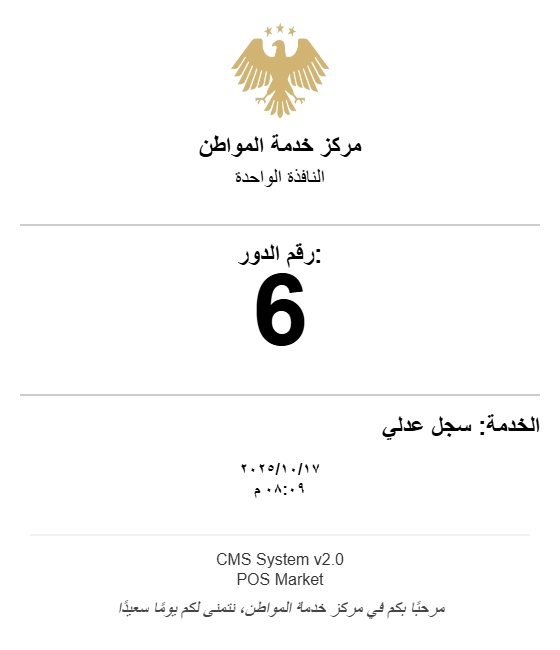 مركز خدمة المواطن
النافذة الواحدة
رقم الدور:
6
الخدمة: سجل عدلي
٢٠٢٥/١٠/١٧
٠٨:٠٩ م
CMS System v2.0
POS Market
مرحبًا بكم في مركز خدمة المواطن، نتمنى لكم يومًا سعيدًا